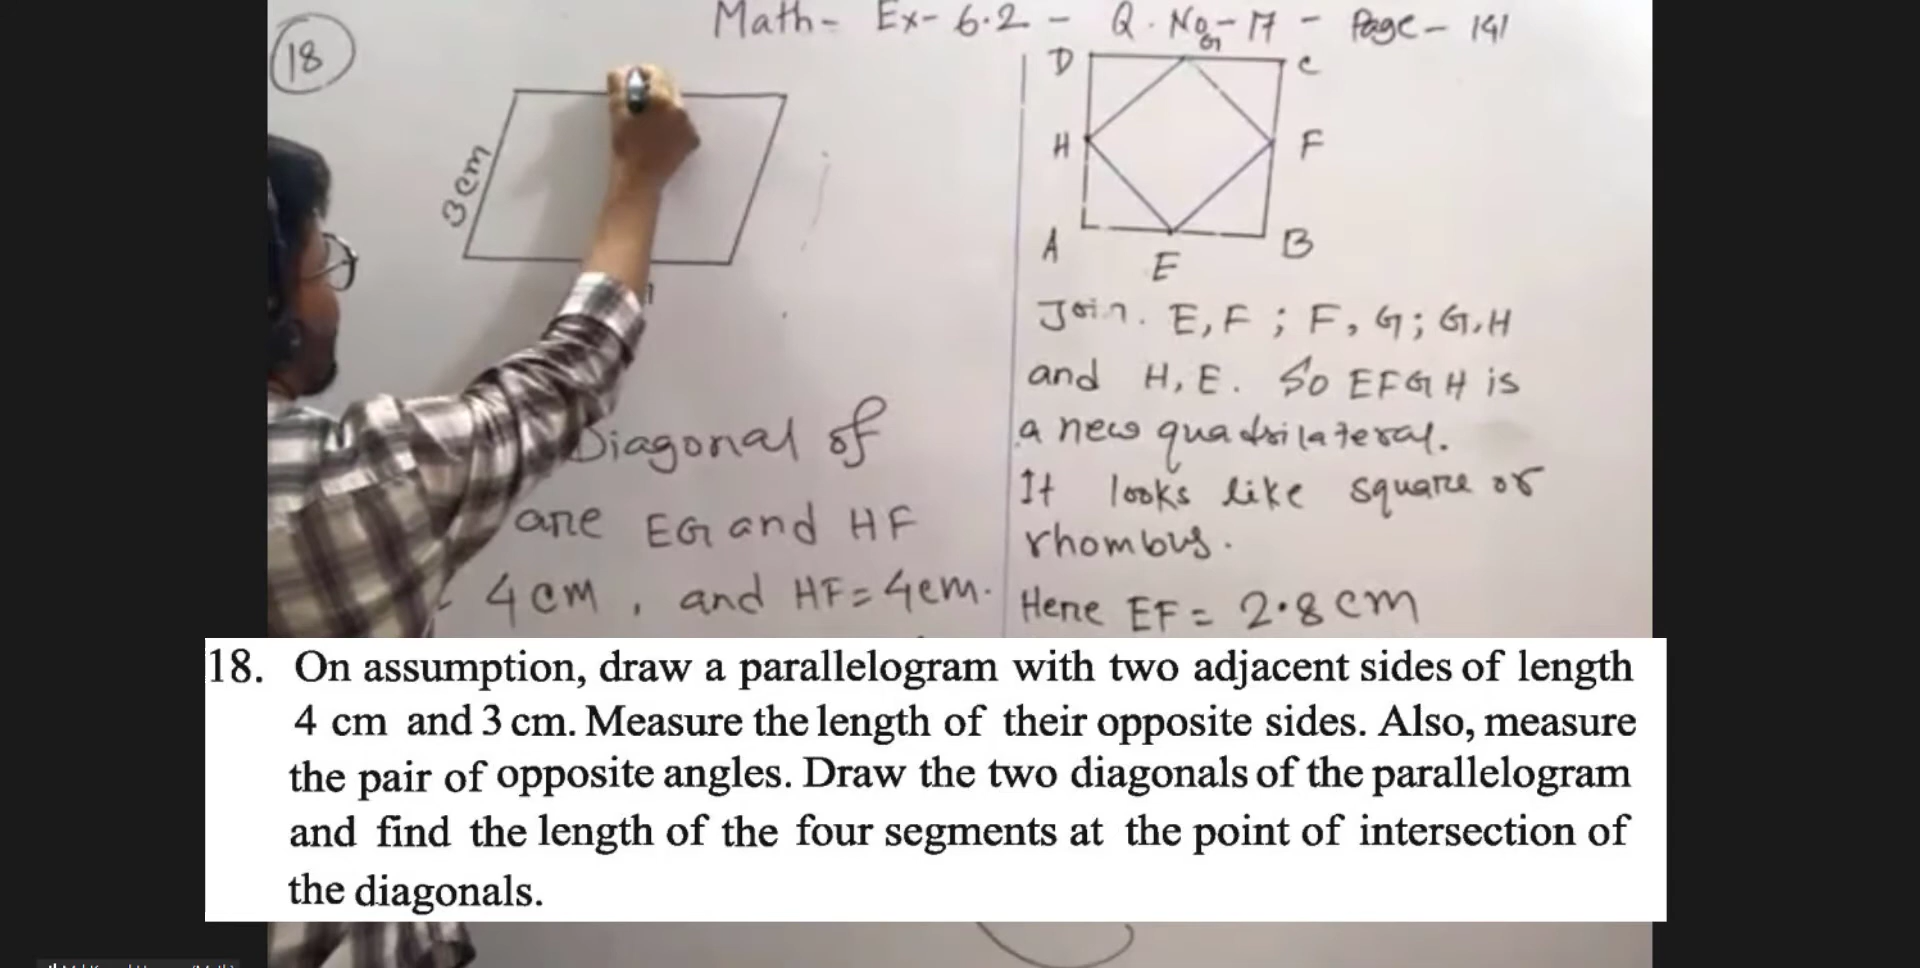 Math - Ex- 6.2 - Q. No - 17 - Page - 141
18
3cm
D
G
C
H
F
A
E
B
Join. E, F ; F, G ; G, H
and H, E. So EFGH is
a new quadrilateral.
It looks like square or
rhombus.
Here EF = 2.8 cm
Diagonal of
are EG and HF
4 cm, and HF = 4cm.
18. On assumption, draw a parallelogram with two adjacent sides of length
4 cm and 3 cm. Measure the length of their opposite sides. Also, measure
the pair of opposite angles. Draw the two diagonals of the parallelogram
and find the length of the four segments at the point of intersection of
the diagonals.